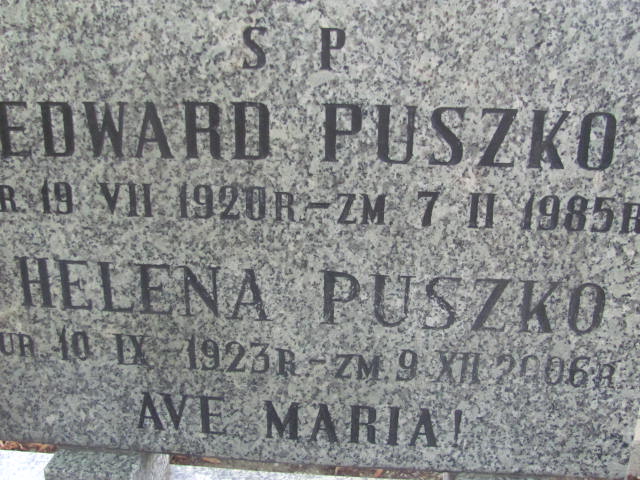 S P
EDWARD PUSZKO
R. 19 VII 1920R.-ZM 7 II 1985R
HELENA PUSZKO
UR. 10 IX 1923R-ZM 9 XII 2006R.
AVE MARIA!